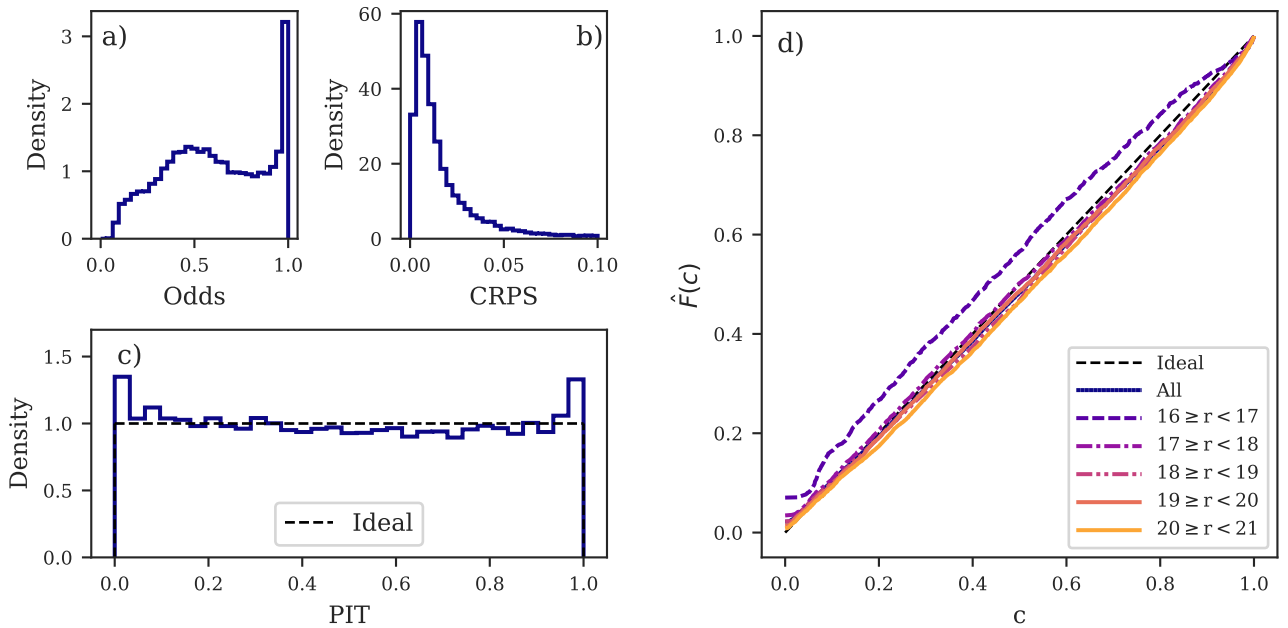 a)
3
2
1
0
Density
0.0
0.5
1.0
Odds
b)
60
40
20
0
Density
0.00
0.05
0.10
CRPS
c)
1.5
1.0
0.5
0.0
Density
Ideal
0.0
0.2
0.4
0.6
0.8
1.0
PIT
d)
1.0
0.8
0.6
0.4
0.2
0.0
F̂(c)
Ideal
All
16 ≥ r < 17
17 ≥ r < 18
18 ≥ r < 19
19 ≥ r < 20
20 ≥ r < 21
0.0
0.2
0.4
0.6
0.8
1.0
c